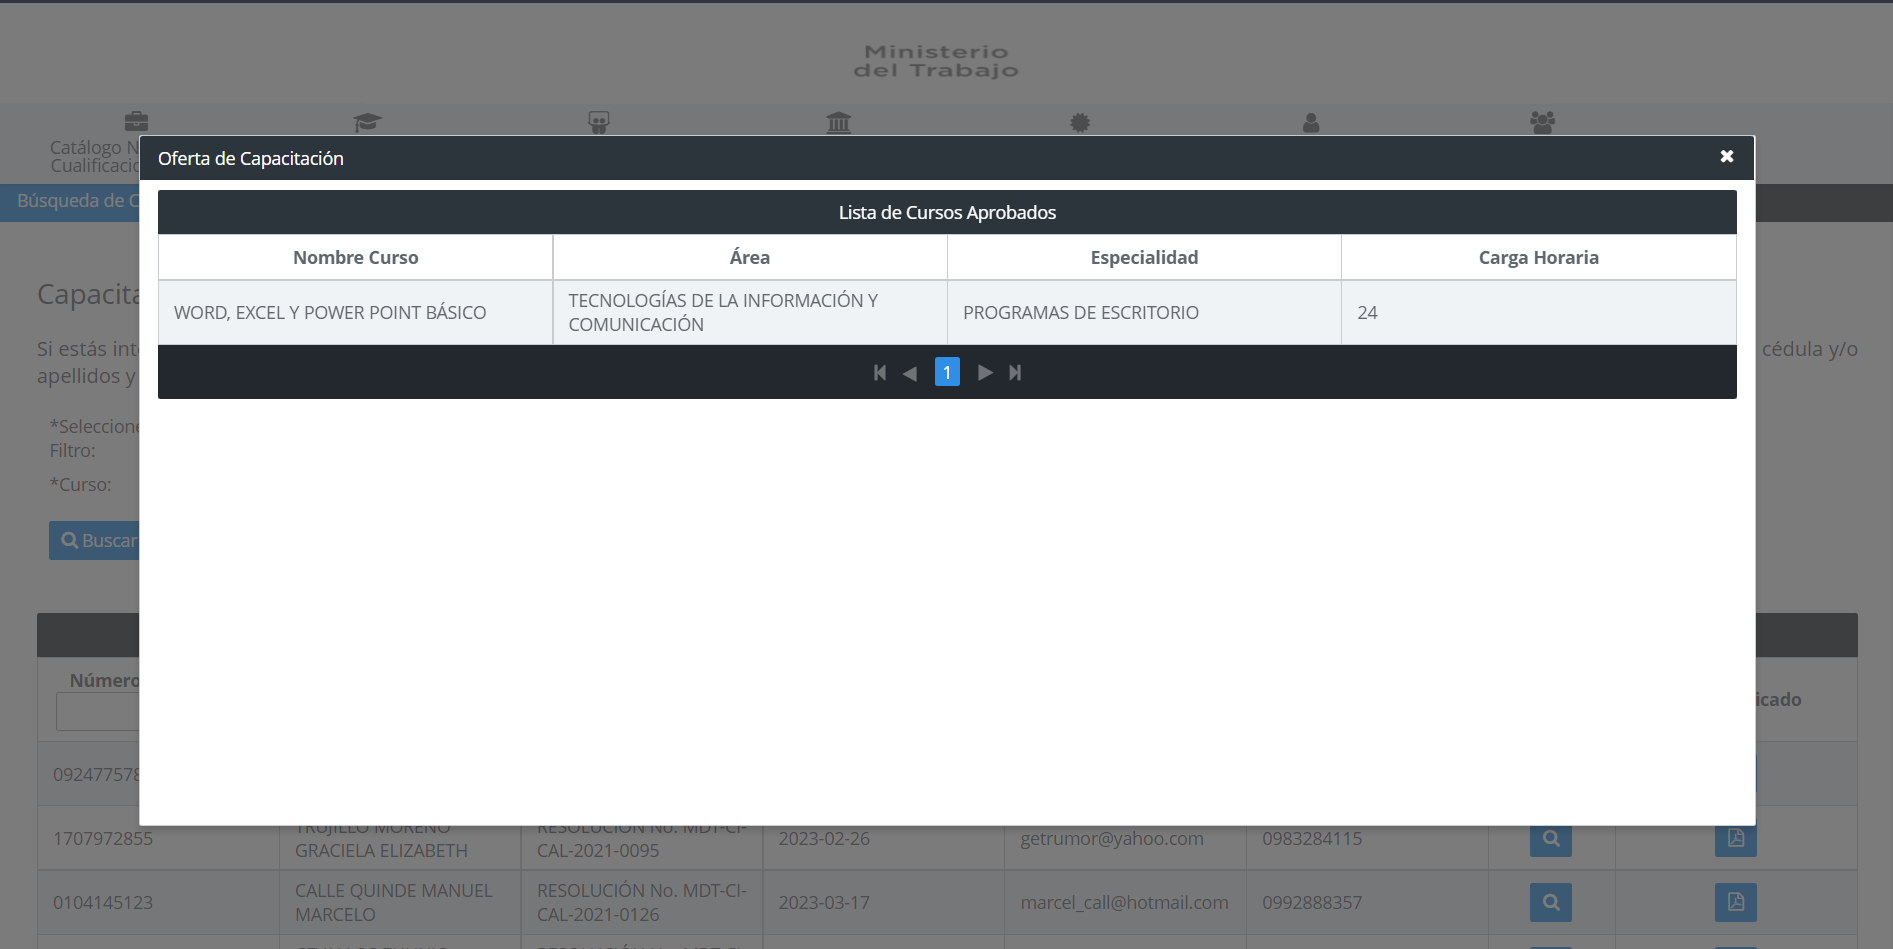 Ministerio
del Trabajo
Catálogo N
Cualificacio
Oferta de Capacitación
Búsqueda de C
Lista de Cursos Aprobados
Nombre Curso
Área
Especialidad
Carga Horaria
WORD, EXCEL Y POWER POINT BÁSICO
TECNOLOGÍAS DE LA INFORMACIÓN Y
COMUNICACIÓN
PROGRAMAS DE ESCRITORIO
24
1
Capacita
Si estás int
cédula y/o
apellidos y
*Seleccione
Filtro:
*Curso:
Buscar
Número
icado
092477578
1707972855
TRUJILLO MORENO
GRACIELA ELIZABETH
RESOLUCIÓN No. MDT-CI-
CAL-2021-0095
2023-02-26
getrumor@yahoo.com
0983284115
0104145123
CALLE QUINDE MANUEL
MARCELO
RESOLUCIÓN No. MDT-CI-
CAL-2021-0126
2023-03-17
marcel_call@hotmail.com
0992888357